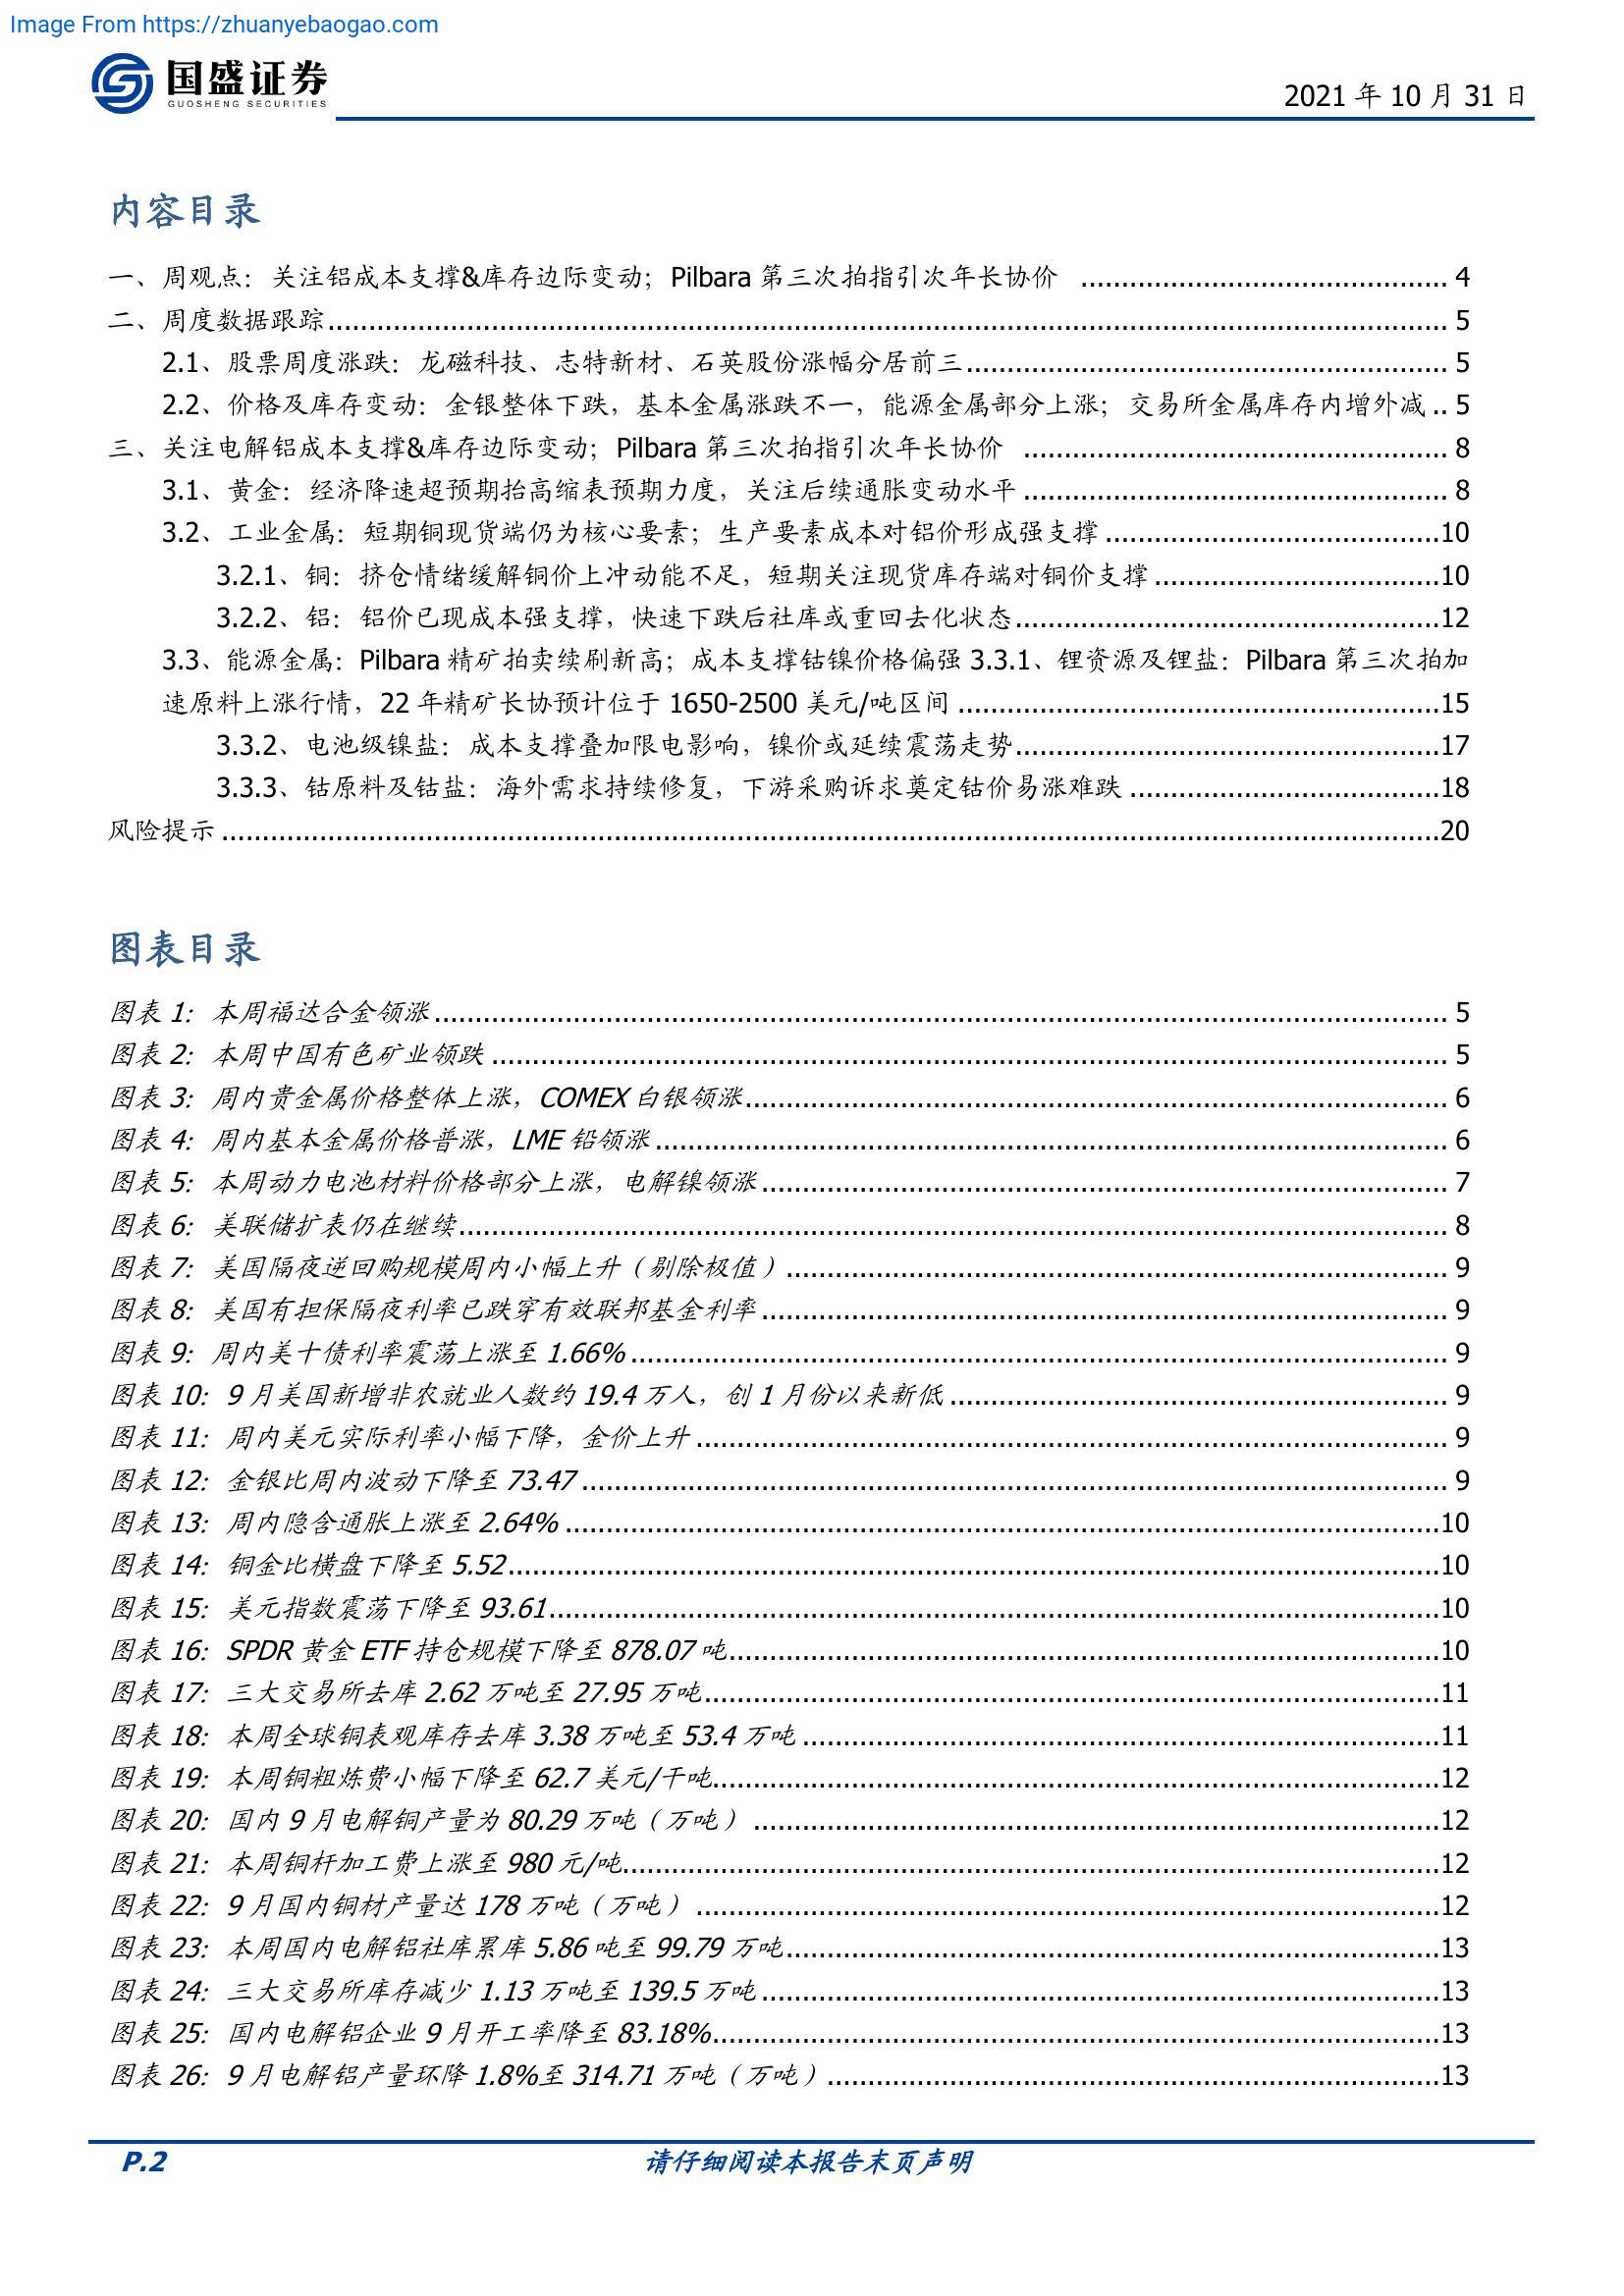 Image From https://zhuanyebaogao.com
国盛证券
GUOSHENG SECURITIES
2021 年 10 月 31 日
内容目录
一、周观点：关注铝成本支撑&库存边际变动；Pilbara 第三次拍指引次年长协价 ............................................. 4
二、周度数据跟踪......................................................................................................................................... 5
2.1、股票周度涨跌：龙磁科技、志特新材、石英股份涨幅分居前三........................................................... 5
2.2、价格及库存变动：金银整体下跌，基本金属涨跌不一，能源金属部分上涨；交易所金属库存内增外减 .. 5
三、关注电解铝成本支撑&库存边际变动；Pilbara 第三次拍指引次年长协价 .................................................... 8
3.1、黄金：经济降速超预期抬高缩表预期力度，关注后续通胀变动水平 .................................................... 8
3.2、工业金属：短期铜现货端仍为核心要素；生产要素成本对铝价形成强支撑 .........................................10
3.2.1、铜：挤仓情绪缓解铜价上冲动能不足，短期关注现货库存端对铜价支撑 ...................................10
3.2.2、铝：铝价已现成本强支撑，快速下跌后社库或重回去化状态....................................................12
3.3、能源金属：Pilbara 精矿拍卖续刷新高；成本支撑钴镍价格偏强 3.3.1、锂资源及锂盐：Pilbara 第三次拍加
速原料上涨行情，22 年精矿长协预计位于 1650-2500 美元/吨区间 ...........................................................15
3.3.2、电池级镍盐：成本支撑叠加限电影响，镍价或延续震荡走势....................................................17
3.3.3、钴原料及钴盐：海外需求持续修复，下游采购诉求奠定钴价易涨难跌 ......................................18
风险提示 .....................................................................................................................................................20
图表目录
图表 1：本周福达合金领涨............................................................................................................................ 5
图表 2：本周中国有色矿业领跌 ..................................................................................................................... 5
图表 3：周内贵金属价格整体上涨，COMEX 白银领涨...................................................................................... 6
图表 4：周内基本金属价格普涨，LME 铅领涨 ................................................................................................. 6
图表 5：本周动力电池材料价格部分上涨，电解镍领涨.................................................................................... 7
图表 6：美联储扩表仍在继续......................................................................................................................... 8
图表 7：美国隔夜逆回购规模周内小幅上升（剔除极值）................................................................................. 9
图表 8：美国有担保隔夜利率已跌穿有效联邦基金利率.................................................................................... 9
图表 9：周内美十债利率震荡上涨至 1.66% .................................................................................................... 9
图表 10：9 月美国新增非农就业人数约 19.4 万人，创 1 月份以来新低 ............................................................. 9
图表 11：周内美元实际利率小幅下降，金价上升 ............................................................................................ 9
图表 12：金银比周内波动下降至 73.47 .......................................................................................................... 9
图表 13：周内隐含通胀上涨至 2.64% ...........................................................................................................10
图表 14：铜金比横盘下降至 5.52..................................................................................................................10
图表 15：美元指数震荡下降至 93.61.............................................................................................................10
图表 16：SPDR 黄金 ETF 持仓规模下降至 878.07 吨.......................................................................................10
图表 17：三大交易所去库 2.62 万吨至 27.95 万吨..........................................................................................11
图表 18：本周全球铜表观库存去库 3.38 万吨至 53.4 万吨 ..............................................................................11
图表 19：本周铜粗炼费小幅下降至 62.7 美元/干吨.........................................................................................12
图表 20：国内 9 月电解铜产量为 80.29 万吨（万吨） ....................................................................................12
图表 21：本周铜杆加工费上涨至 980 元/吨....................................................................................................12
图表 22：9 月国内铜材产量达 178 万吨（万吨） ...........................................................................................12
图表 23：本周国内电解铝社库累库 5.86 吨至 99.79 万吨................................................................................13
图表 24：三大交易所库存减少 1.13 万吨至 139.5 万吨...................................................................................13
图表 25：国内电解铝企业 9 月开工率降至 83.18%.........................................................................................13
图表 26：9 月电解铝产量环降 1.8%至 314.71 万吨（万吨）...........................................................................13
P.2
请仔细阅读本报告末页声明